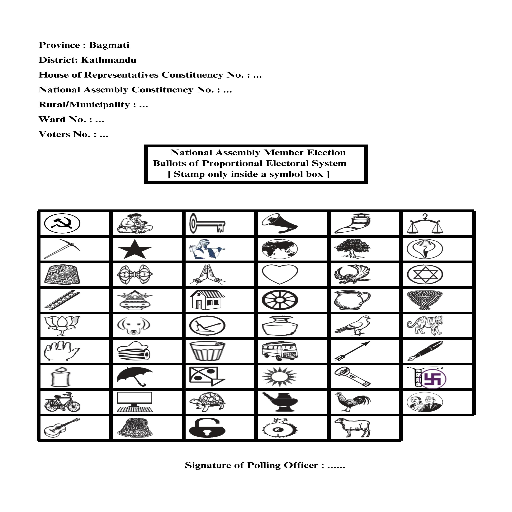 Province : Bagmati
District: Kathmandu
House of Representatives Constituency No. : ...
National Assembly Constituency No. : ...
Rural/Municipality : ...
Ward No. : ...
Voters No. : ...
National Assembly Member Election
Ballots of Proportional Electoral System
[ Stamp only inside a symbol box ]
Signature of Polling Officer : ......